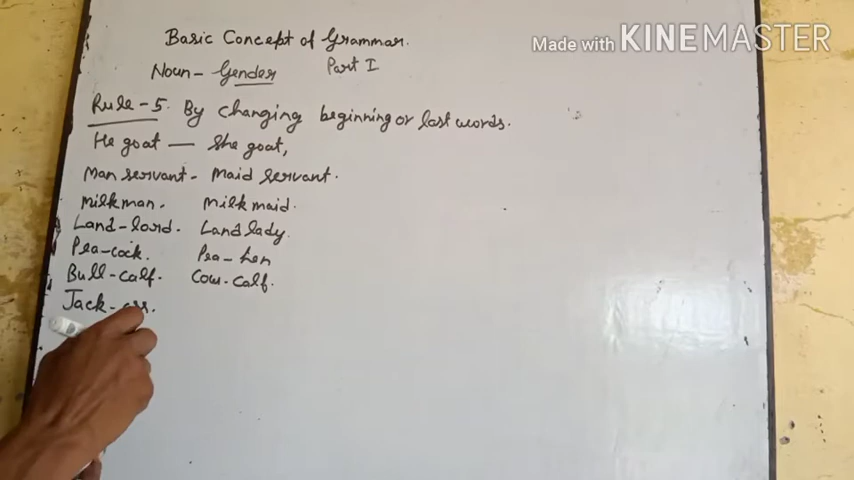 Basic Concept of Grammar.
Made with KINEMASTER
Noun - Gender Part I
Rule - 5. By changing beginning or last words.
He goat — She goat,
Man servant - Maid servant.
Milkman. Milkmaid.
Land-lord. Land lady.
Pea-cock. Pea-hen
Bull-calf. Cow-calf.
Jack-ass.